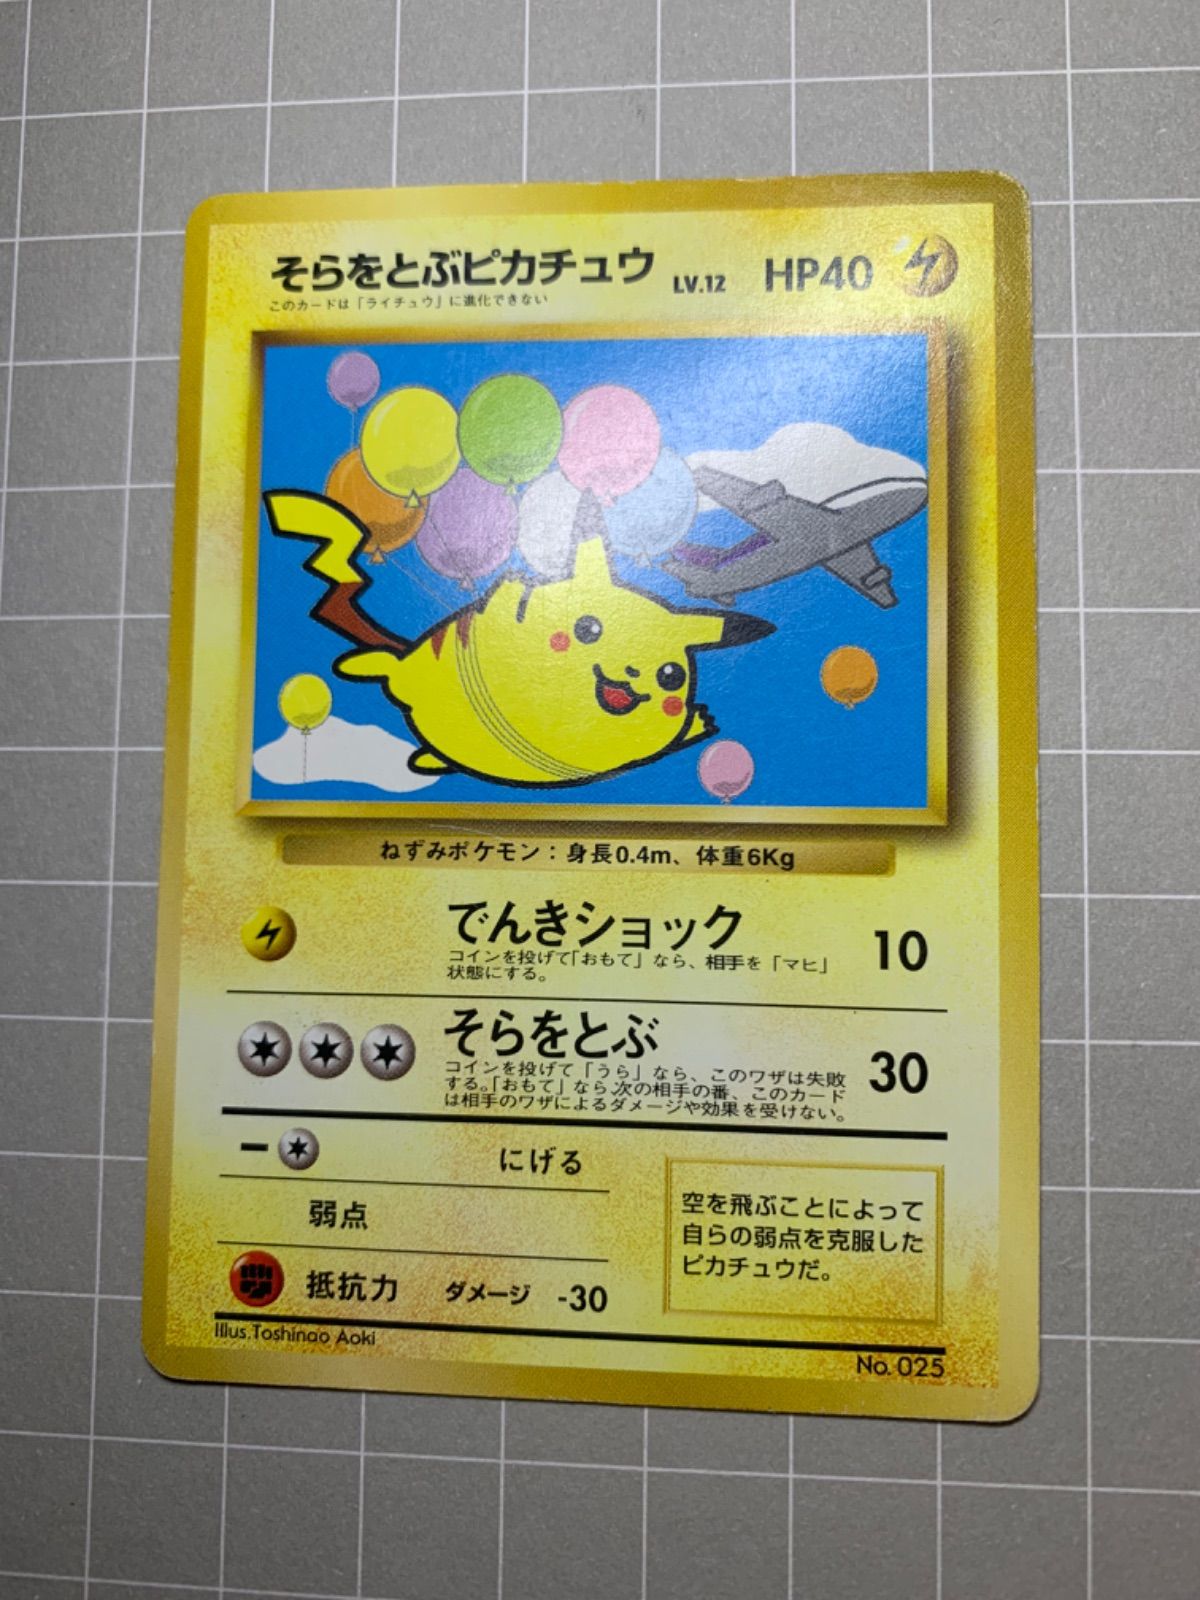 そらをとぶピカチュウ LV.12 HP40
このカードは「ライチュウ」に進化できない
ねずみポケモン：身長0.4m、体重6Kg
でんきショック 10
コインを投げて「おもて」なら、相手を「マヒ」
状態にする。
そらをとぶ 30
コインを投げて「うら」なら、このワザは失敗
する。「おもて」なら、次の相手の番、このカード
は相手のワザによるダメージや効果を受けない。
にげる
弱点
抵抗力 ダメージ -30
空を飛ぶことによって
自らの弱点を克服した
ピカチュウだ。
Illus.Toshinao Aoki
No. 025